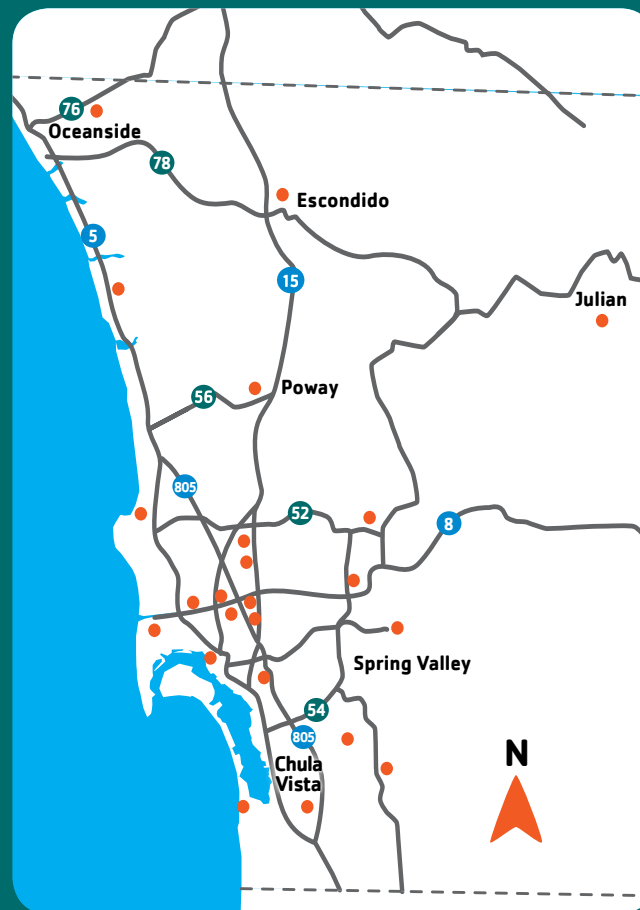 76
Oceanside
78
Escondido
5
15
Julian
Poway
56
805
52
8
Spring Valley
54
805
N
Chula
Vista